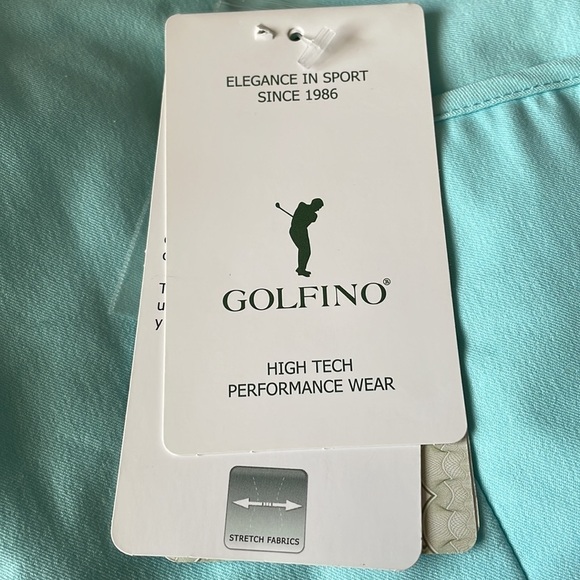 ELEGANCE IN SPORT
SINCE 1986
GOLFINO®
HIGH TECH
PERFORMANCE WEAR
STRETCH FABRICS